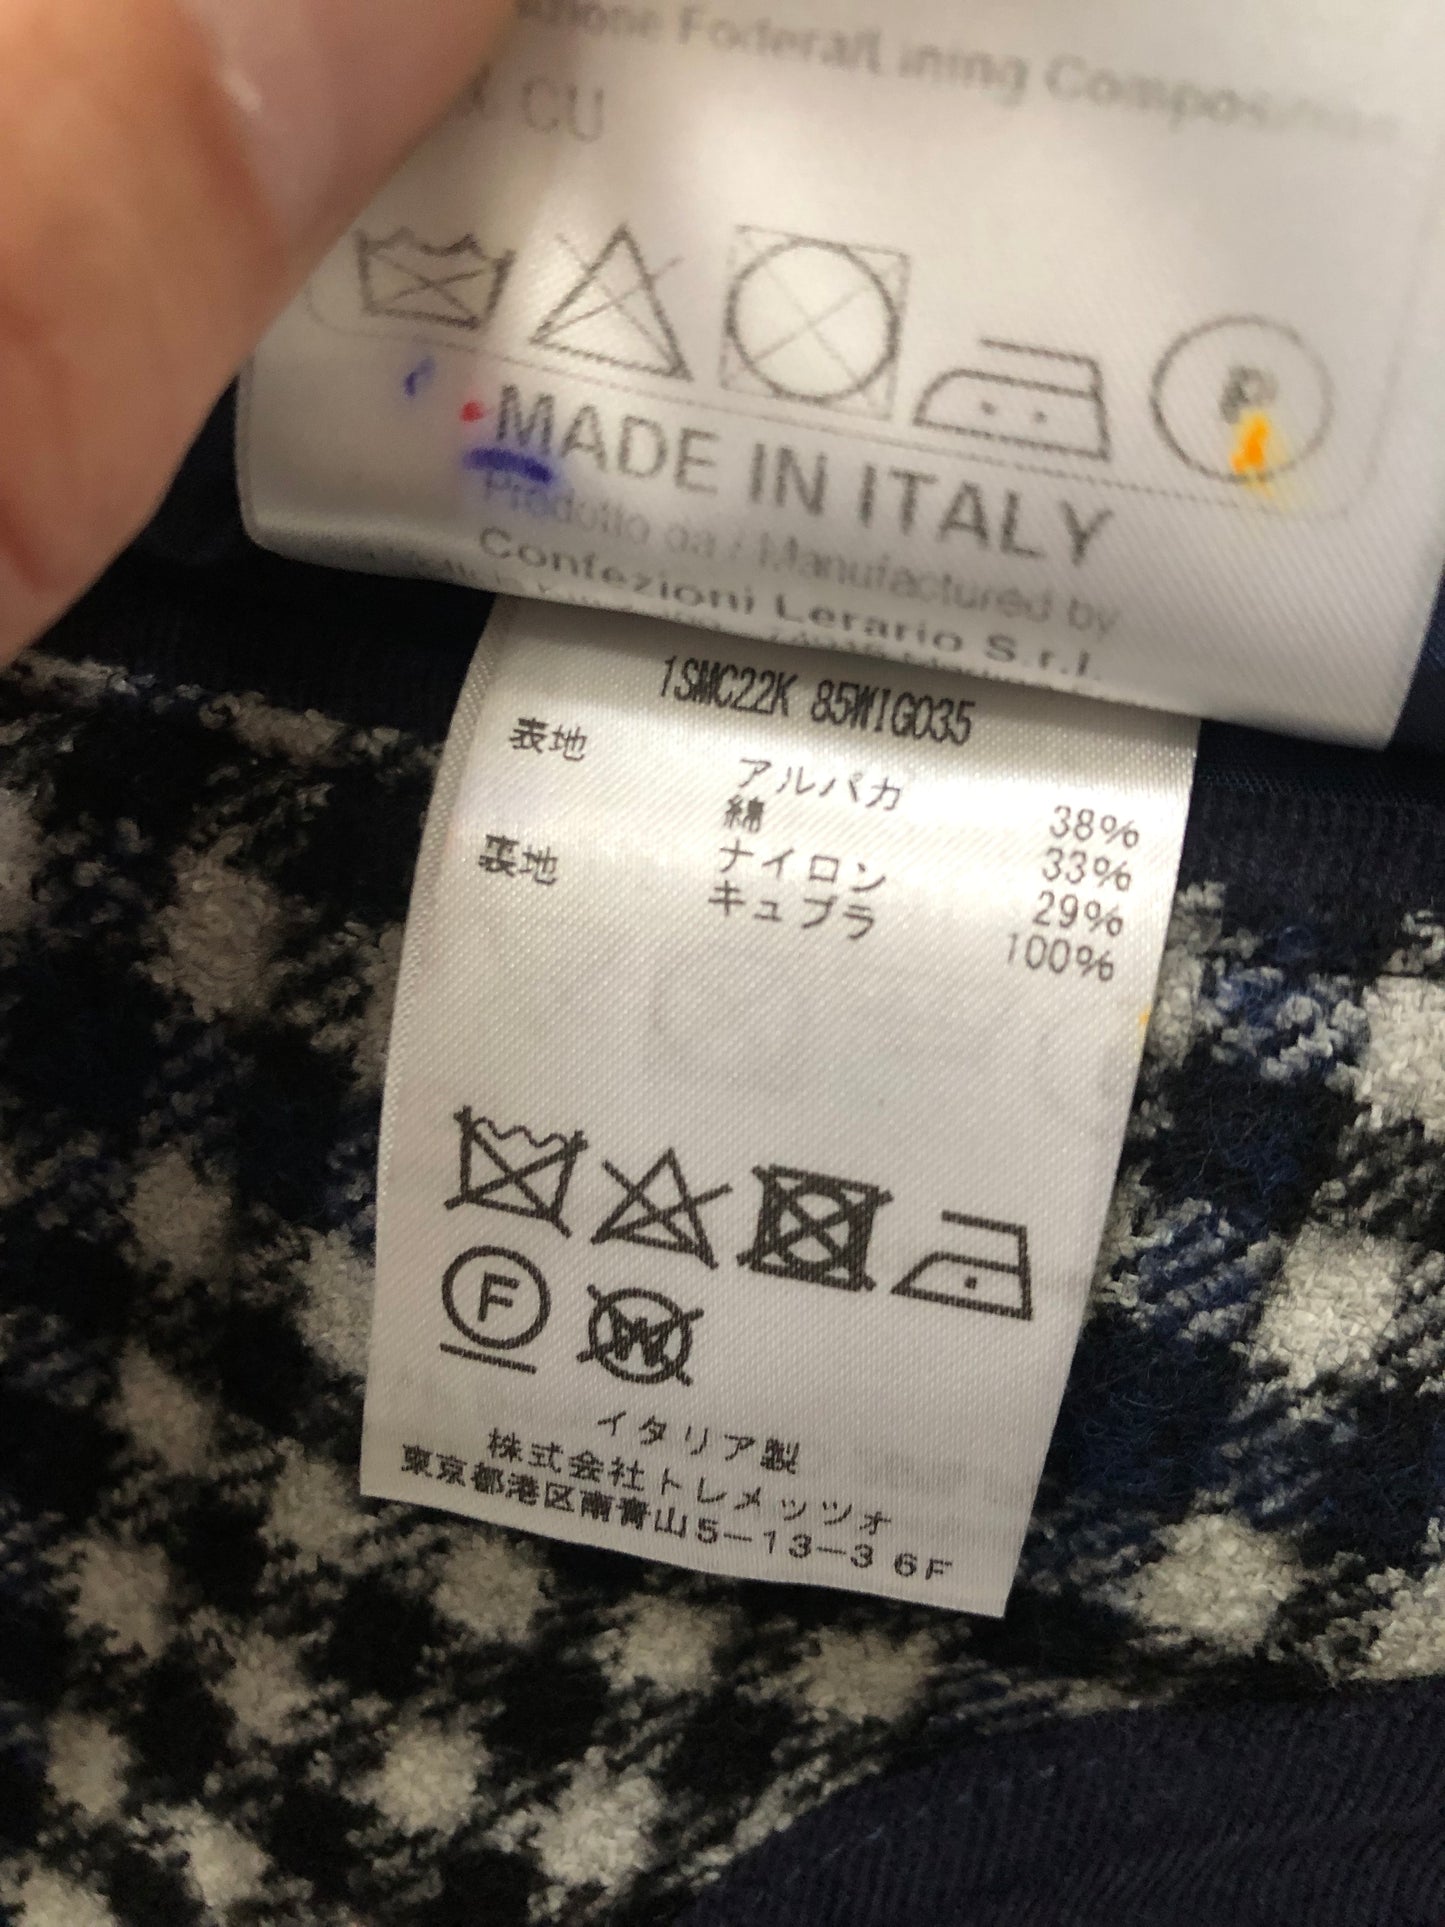 Fodera/Lining Composition
CU
P
MADE IN ITALY
Prodotto da / Manufactured by
Confezioni Lerario S.r.l.
1SMC22K 85WIG035
表地 アルパカ 38%
綿 33%
裏地 ナイロン 29%
キュプラ 100%
F
W
イタリア製
株式会社トレメッツォ
東京都港区南青山5-13-3 6F